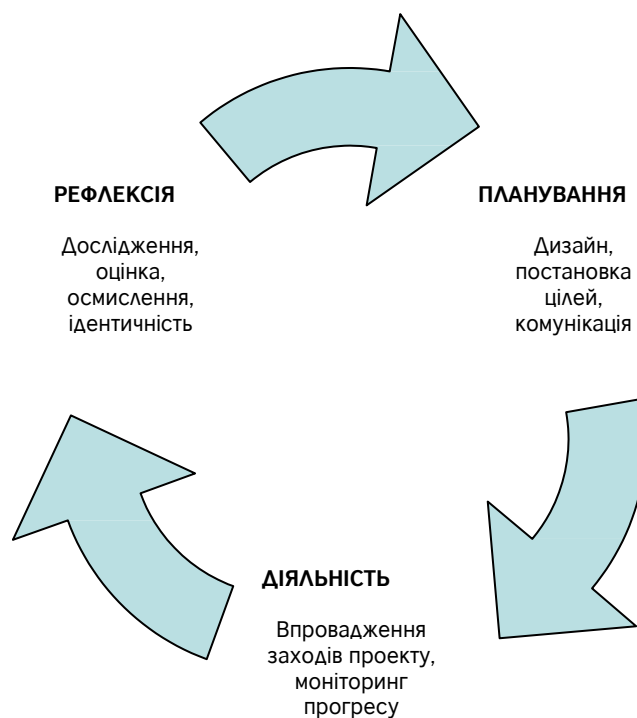 РЕФЛЕКСІЯ
Дослідження,
оцінка,
осмислення,
ідентичність
ПЛАНУВАННЯ
Дизайн,
постановка
цілей,
комунікація
ДІЯЛЬНІСТЬ
Впровадження
заходів проекту,
моніторинг
прогресу